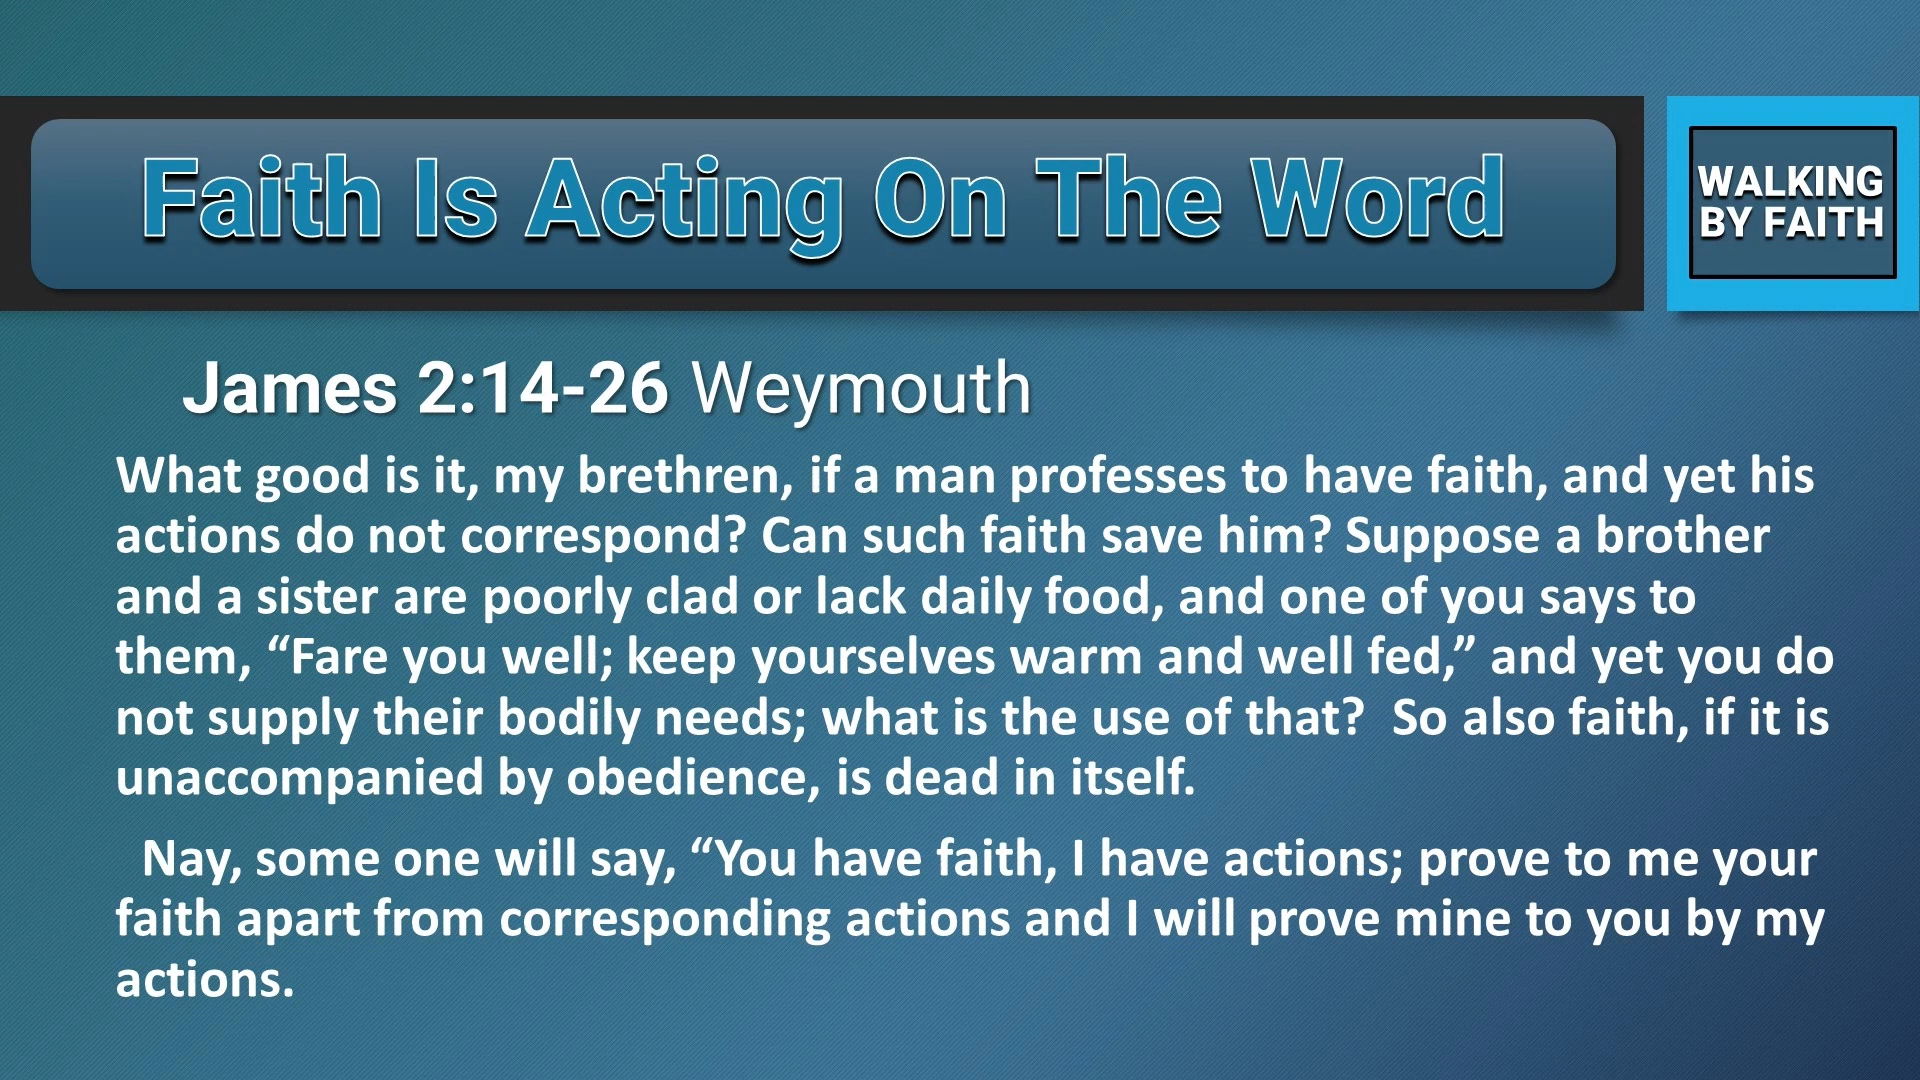 Faith Is Acting On The Word
WALKING
BY FAITH
James 2:14-26 Weymouth
What good is it, my brethren, if a man professes to have faith, and yet his
actions do not correspond? Can such faith save him? Suppose a brother
and a sister are poorly clad or lack daily food, and one of you says to
them, “Fare you well; keep yourselves warm and well fed,” and yet you do
not supply their bodily needs; what is the use of that?  So also faith, if it is
unaccompanied by obedience, is dead in itself.
Nay, some one will say, “You have faith, I have actions; prove to me your
faith apart from corresponding actions and I will prove mine to you by my
actions.